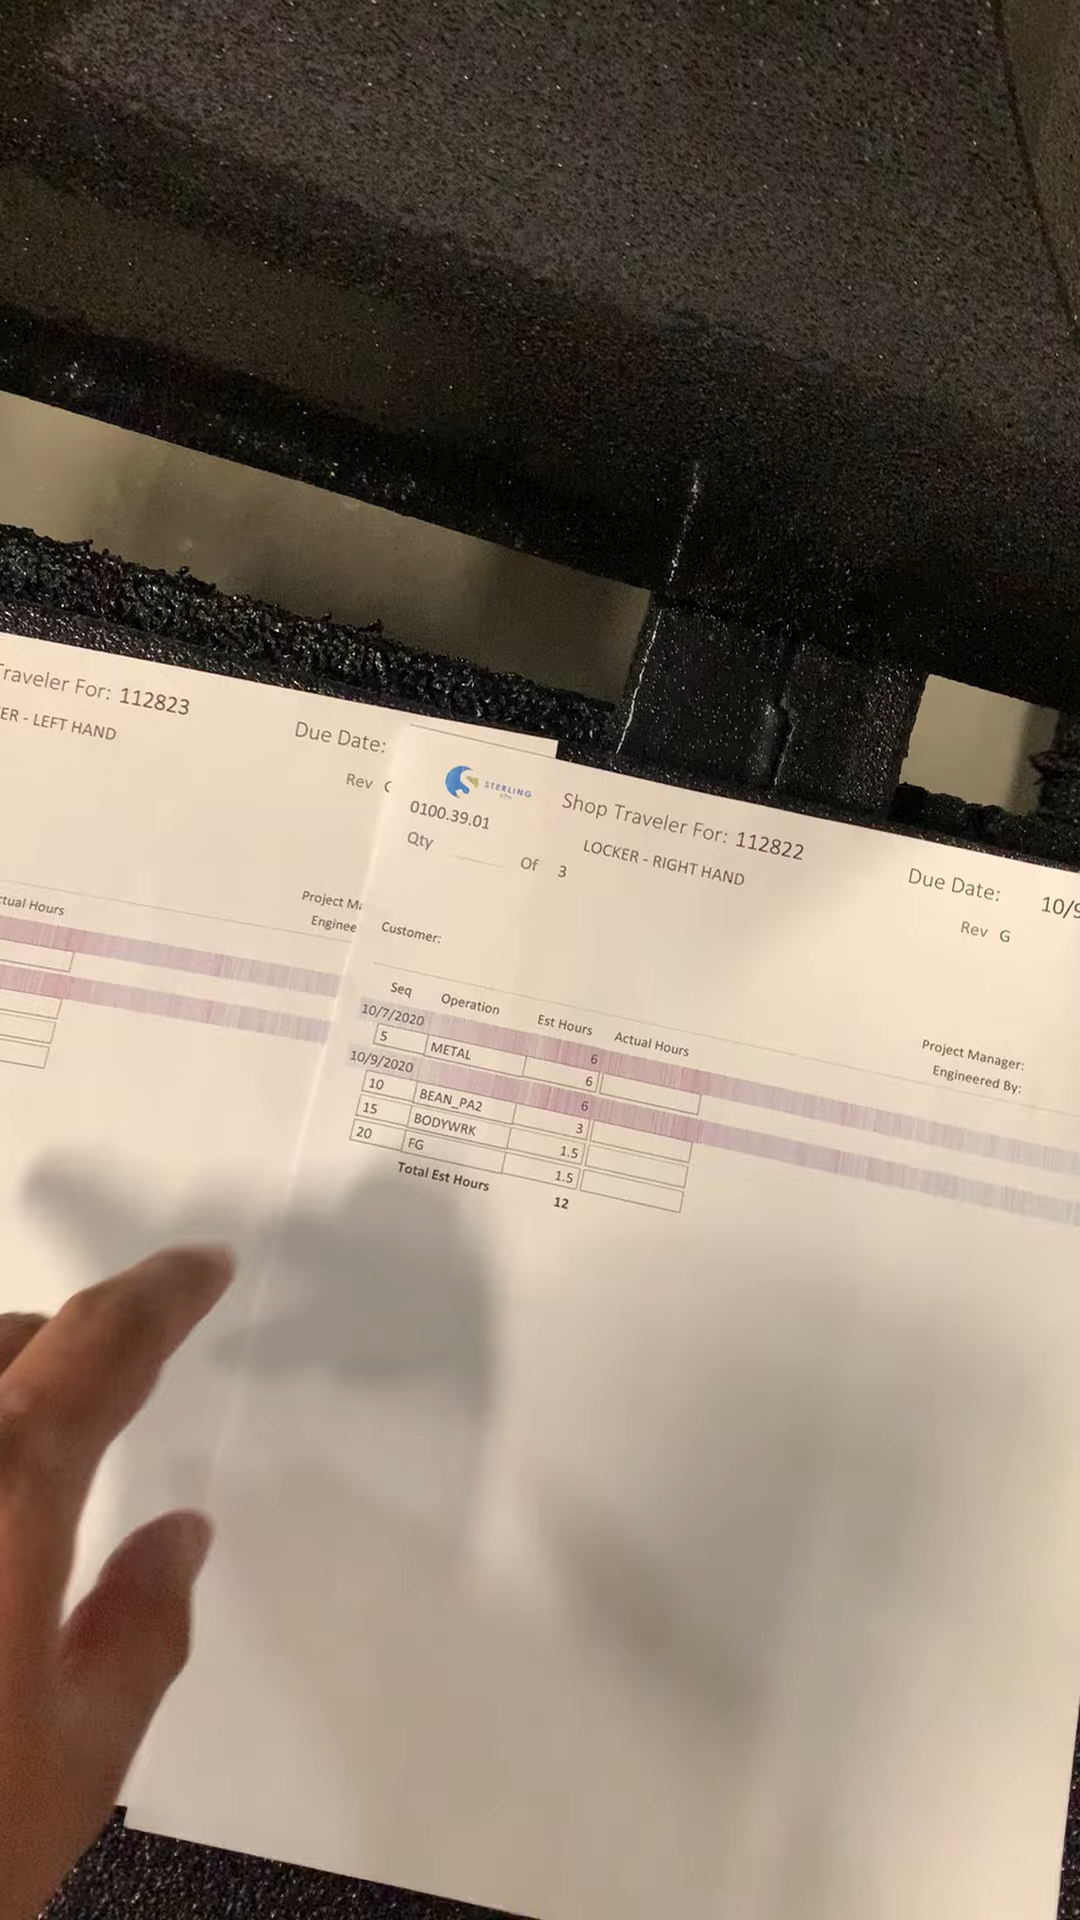 Traveler For: 112823
ER - LEFT HAND
Due Date:
Rev
Project
tual Hours
STERLING
0100.39.01
Shop Traveler For: 112822
LOCKER - RIGHT HAND
Qty Of 3
Due Date: 10/9
Rev G
Customer:
Project Manager:
Engineered By:
Seq Operation Est Hours Actual Hours
10/7/2020 6
5 METAL 6
10/9/2020 6
10 BEAN_PA2 3
15 BODYWRK 1.5
20 FG 1.5
Total Est Hours 12